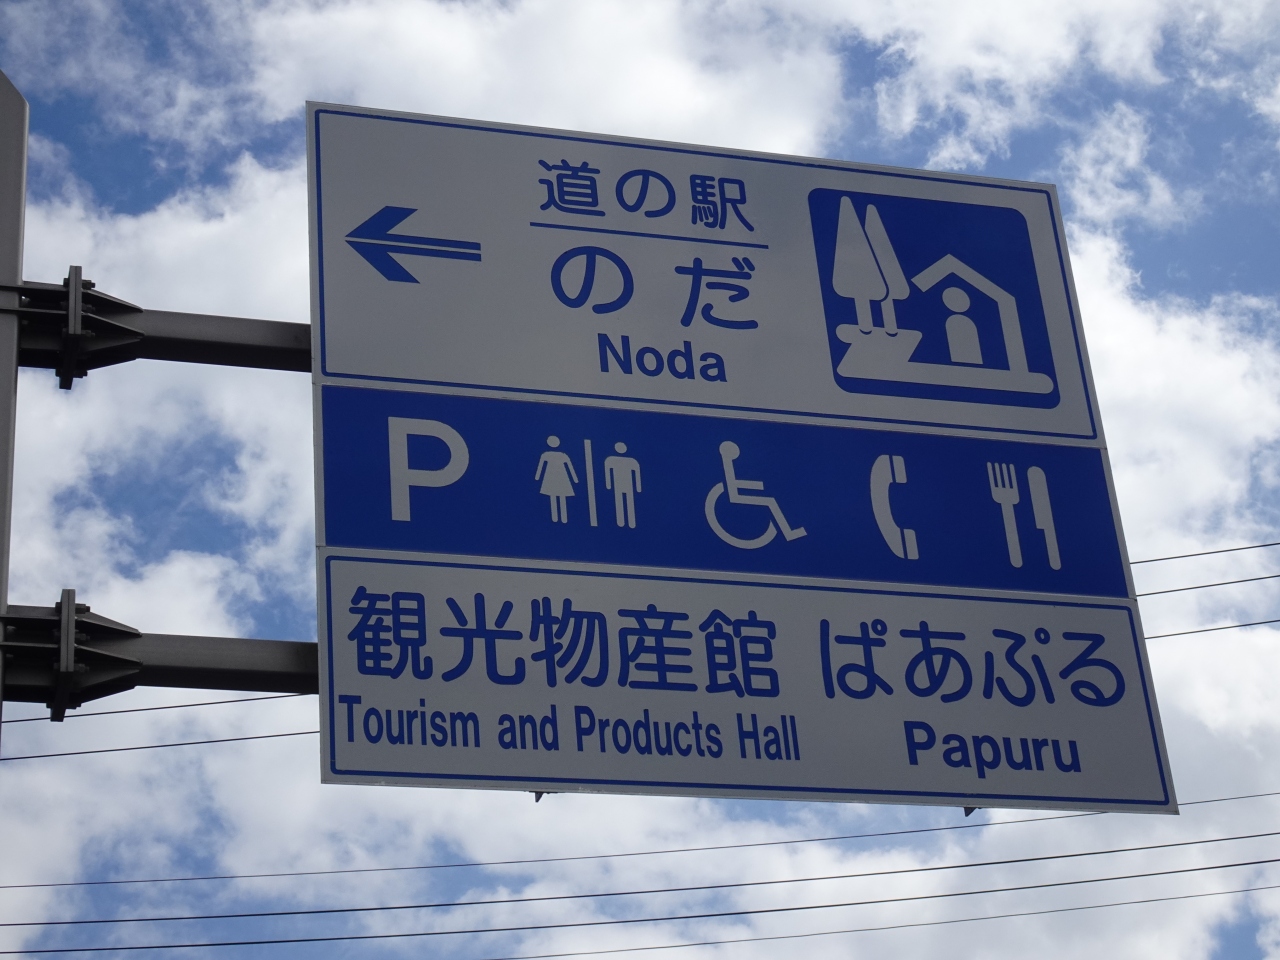 道の駅
のだ
Noda
P
観光物産館 ぱあぷる
Tourism and Products Hall Papuru